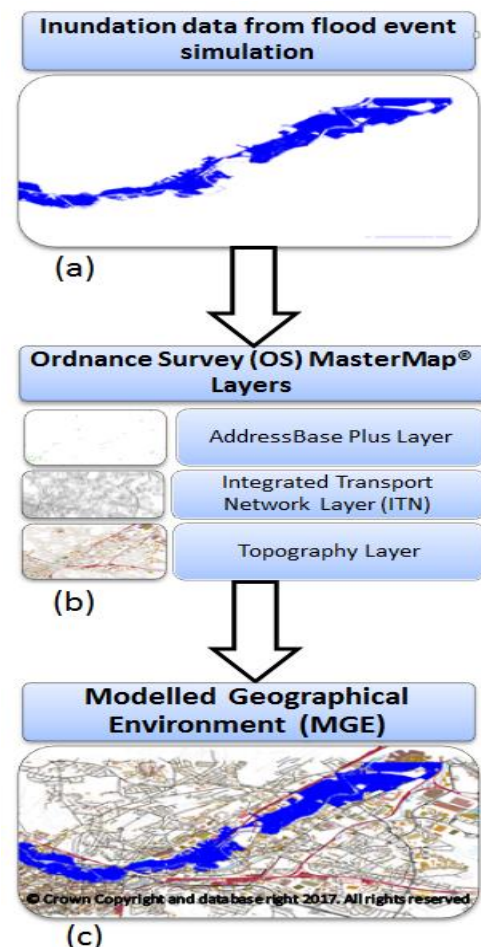 Inundation data from flood event
simulation
(a)
Ordnance Survey (OS) MasterMap®
Layers
AddressBase Plus Layer
Integrated Transport
Network Layer (ITN)
Topography Layer
(b)
Modelled Geographical
Environment (MGE)
© Crown Copyright and database right 2017. All rights reserved
(c)